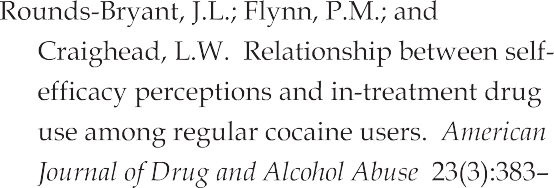 Rounds-Bryant, J.L.; Flynn, P.M.; and
Craighead, L.W.  Relationship between self-
efficacy perceptions and in-treatment drug
use among regular cocaine users.  American
Journal of Drug and Alcohol Abuse  23(3):383–